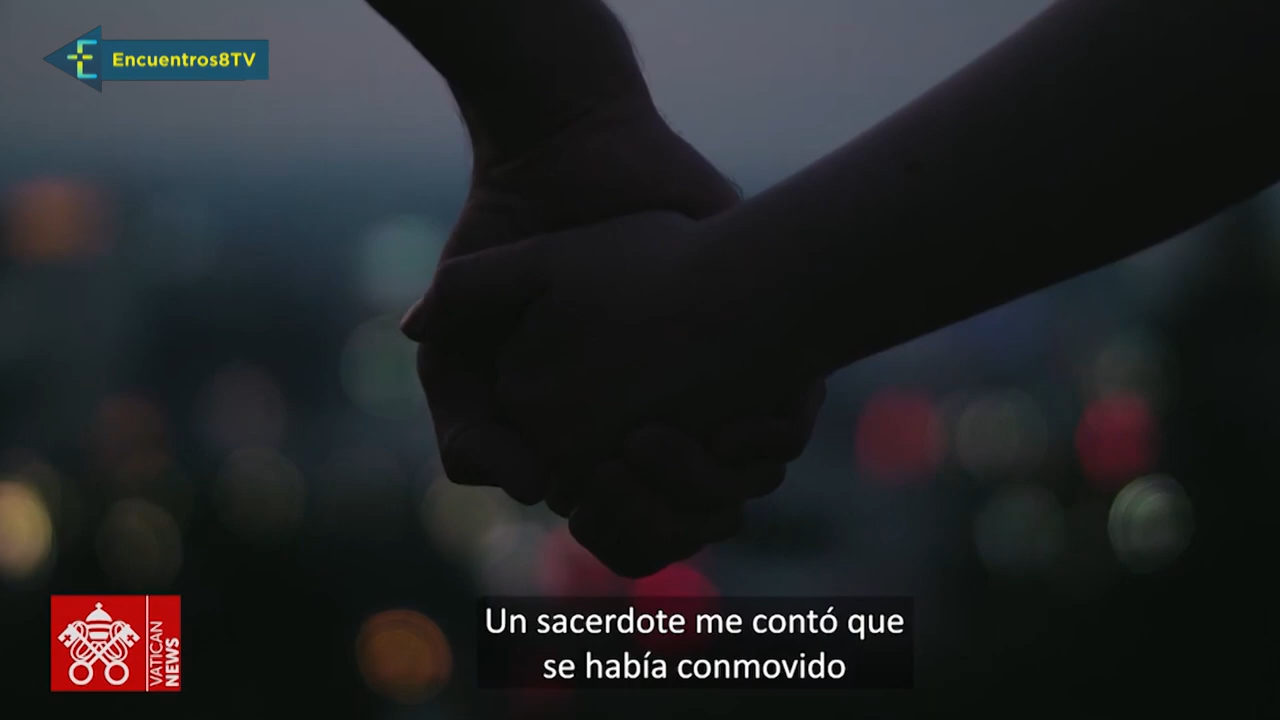 Encuentros8TV
Un sacerdote me contó que
se había conmovido
VATICAN
NEWS